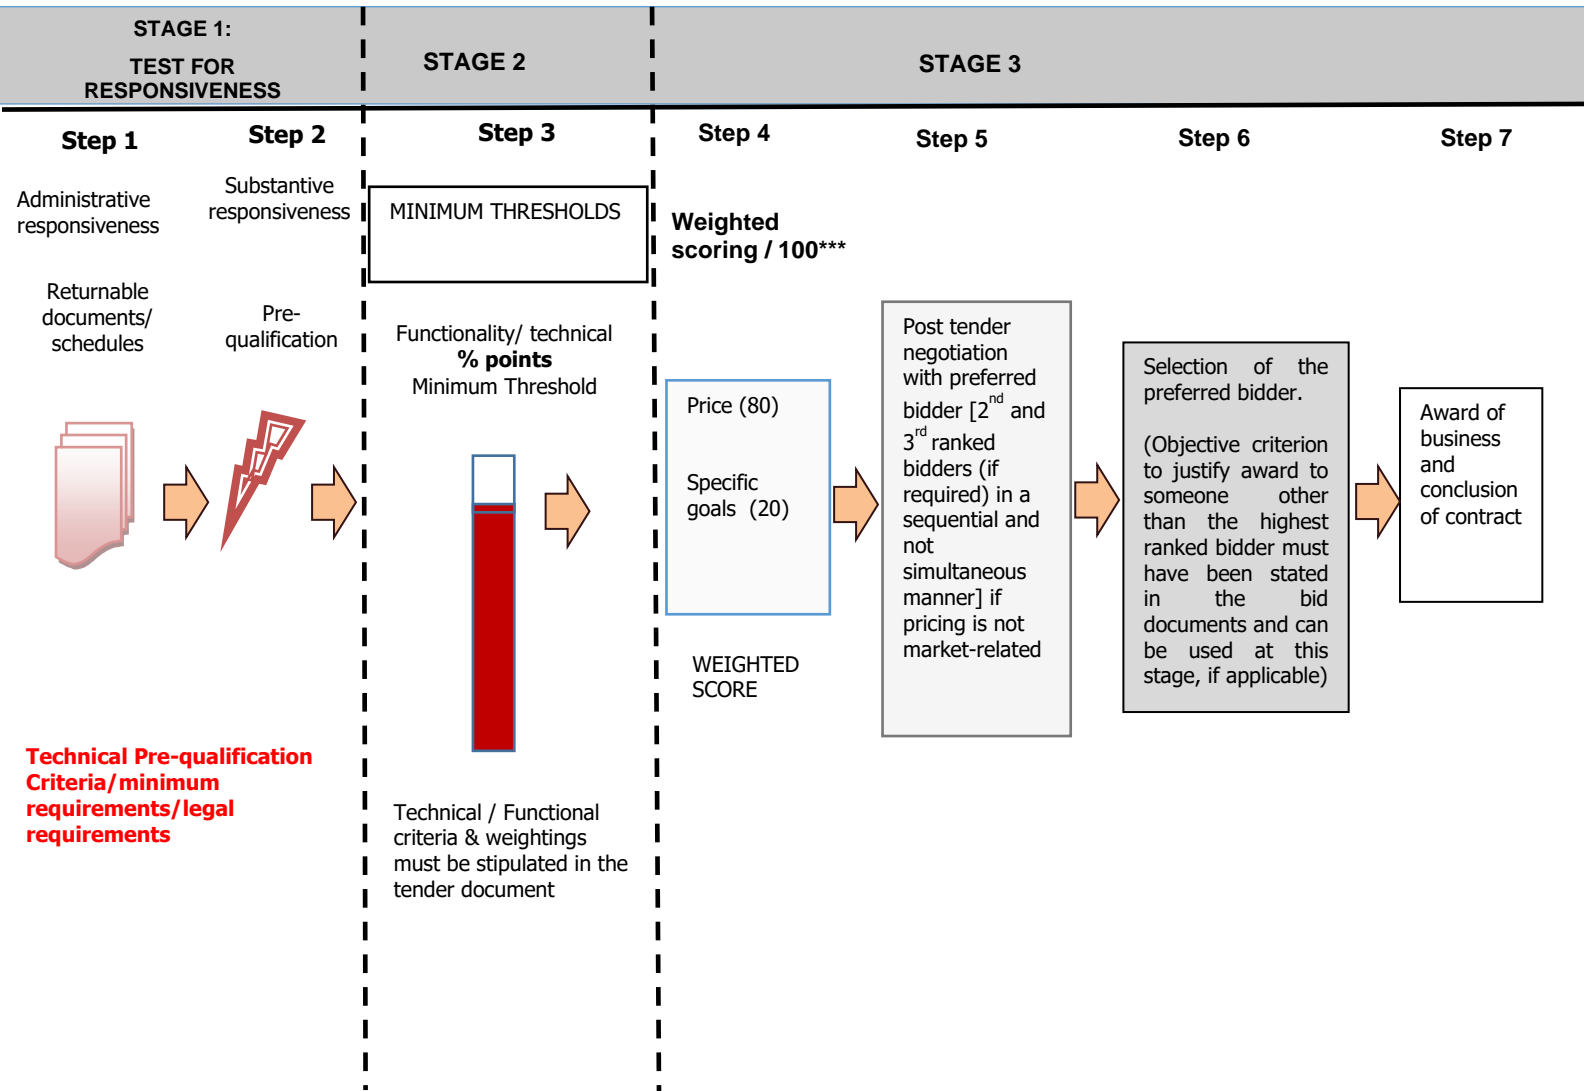 STAGE 1:
TEST FOR
RESPONSIVENESS
STAGE 2
STAGE 3
Step 1
Administrative
responsiveness
Returnable
documents/
schedules
Step 2
Substantive
responsiveness
Pre-
qualification
Technical Pre-qualification
Criteria/minimum
requirements/legal
requirements
Step 3
MINIMUM THRESHOLDS
Functionality/ technical
% points
Minimum Threshold
Technical / Functional
criteria & weightings
must be stipulated in the
tender document
Step 4
Weighted
scoring / 100***
Price (80)
Specific
goals (20)
WEIGHTED
SCORE
Step 5
Post tender
negotiation
with preferred
bidder [2nd and
3rd ranked
bidders (if
required) in a
sequential and
not
simultaneous
manner] if
pricing is not
market-related
Step 6
Selection of the
preferred bidder.
(Objective criterion
to justify award to
someone other
than the highest
ranked bidder must
have been stated
in the bid
documents and can
be used at this
stage, if applicable)
Step 7
Award of
business
and
conclusion
of contract